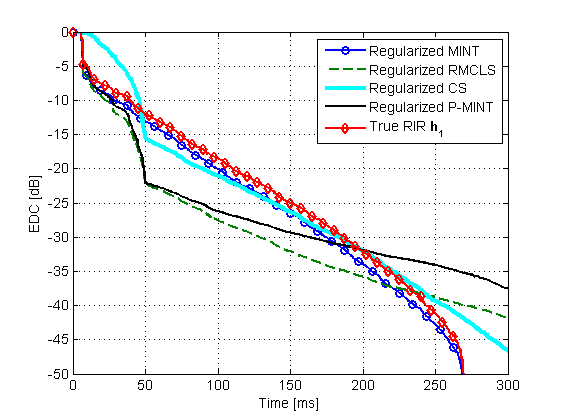 0
-5
-10
-15
-20
-25
-30
-35
-40
-45
-50
EDC [dB]
0 50 100 150 200 250 300
Time [ms]
Regularized MINT
Regularized RMCLS
Regularized CS
Regularized P-MINT
True RIR h1